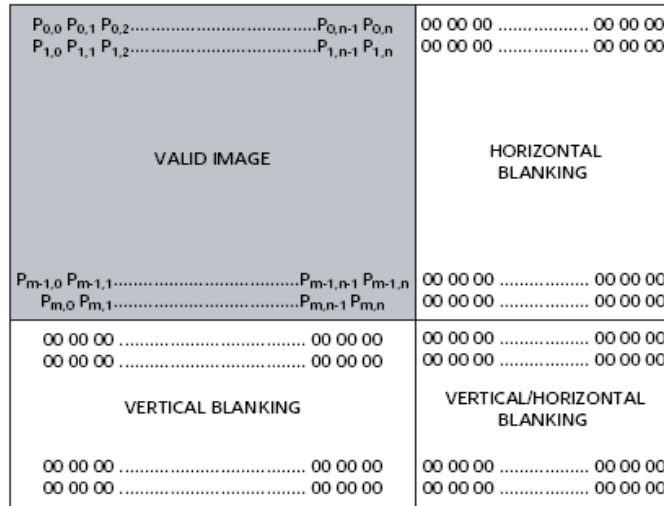 P0,0 P0,1 P0,2.....................................P0,n-1 P0,n
P1,0 P1,1 P1,2.....................................P1,n-1 P1,n
VALID IMAGE
Pm-1,0 Pm-1,1.....................................Pm-1,n-1 Pm-1,n
Pm,0 Pm,1.....................................Pm,n-1 Pm,n
00 00 00 .................. 00 00 00
00 00 00 .................. 00 00 00
HORIZONTAL
BLANKING
00 00 00 .................. 00 00 00
00 00 00 .................. 00 00 00
00 00 00 ..................................... 00 00 00
00 00 00 ..................................... 00 00 00
VERTICAL BLANKING
00 00 00 ..................................... 00 00 00
00 00 00 ..................................... 00 00 00
00 00 00 .................. 00 00 00
00 00 00 .................. 00 00 00
VERTICAL/HORIZONTAL
BLANKING
00 00 00 .................. 00 00 00
00 00 00 .................. 00 00 00